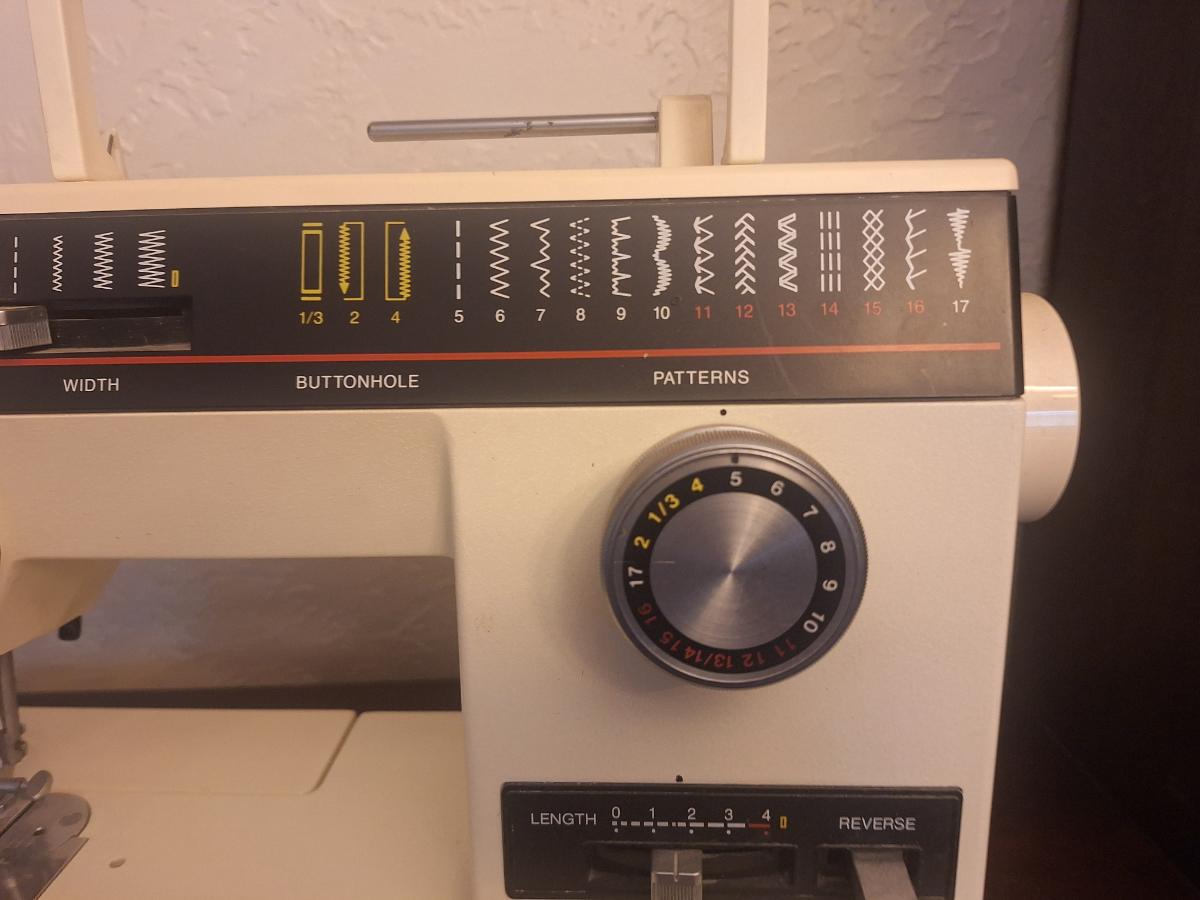 1/3 2 4 5 6 7 8 9 10 11 12 13 14 15 16 17
WIDTH BUTTONHOLE PATTERNS
5 6 7 8 9 10 11 12 13/14 15 16 17 2 1/3 4
LENGTH 0 1 2 3 4 REVERSE